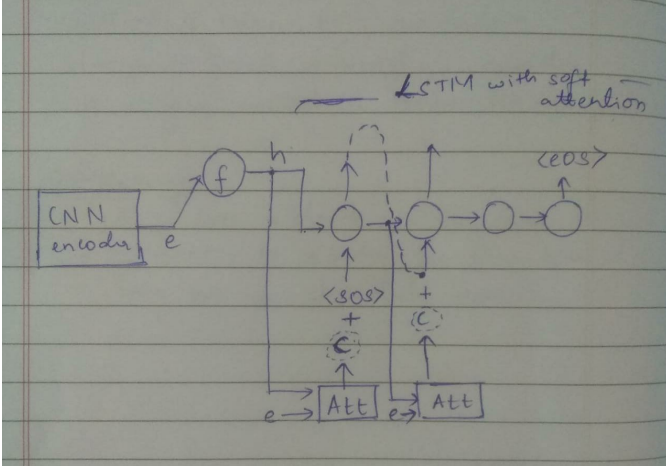 LSTM with soft
attention
h
f
<eos>
CNN
encoder
e
<sos>
+
+
C
C
Att
Att
e
e